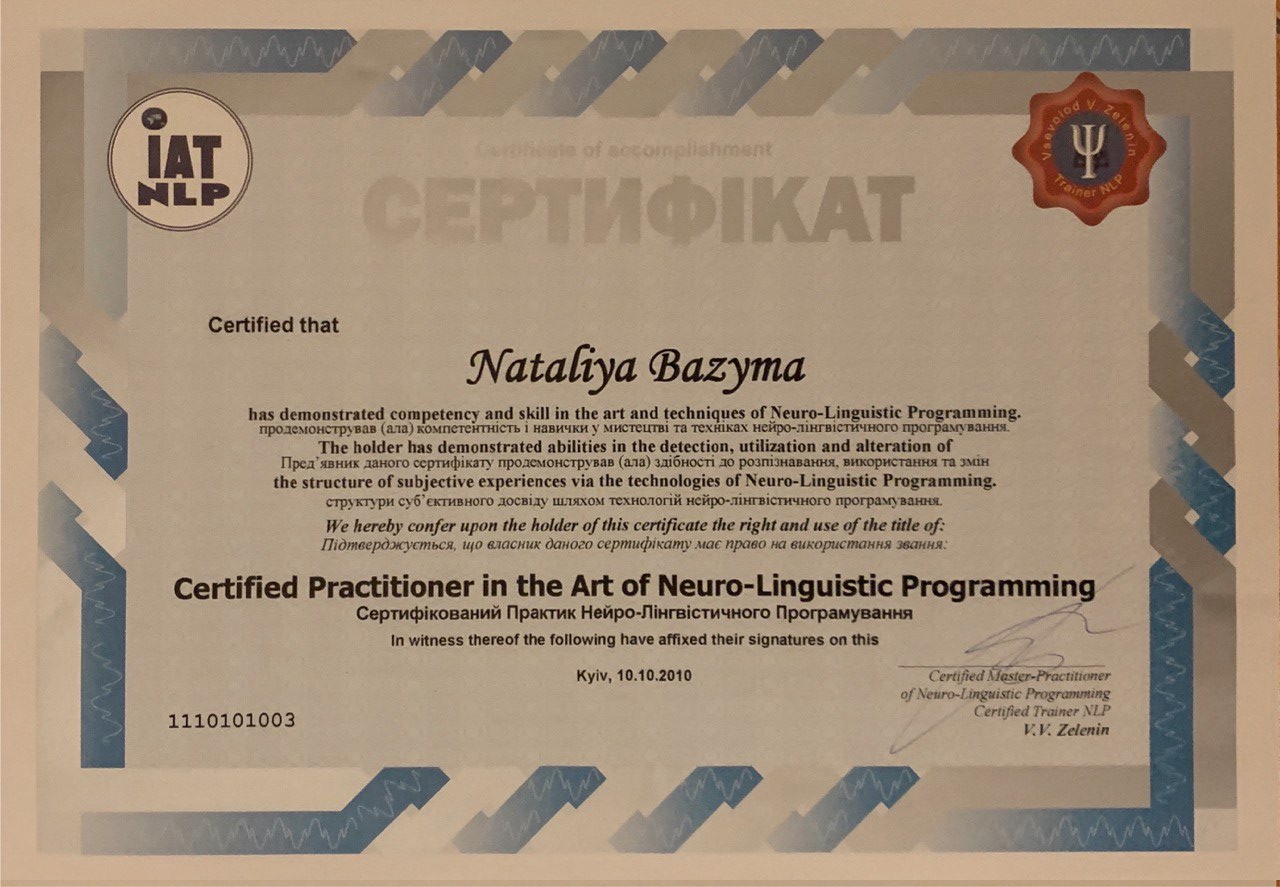 iAT
NLP
Vsevolod V. Zelenin
Trainer NLP
Certificate of accomplishment
СЕРТИФІКАТ
Certified that
Nataliya Bazyma
has demonstrated competency and skill in the art and techniques of Neuro-Linguistic Programming.
продемонстрував (ала) компетентність і навички у мистецтві та техніках нейро-лінгвістичного програмування.
The holder has demonstrated abilities in the detection, utilization and alteration of
Пред'явник даного сертифікату продемонстрував (ала) здібності до розпізнавання, використання та змін
the structure of subjective experiences via the technologies of Neuro-Linguistic Programming.
структури суб'єктивного досвіду шляхом технологій нейро-лінгвістичного програмування.
We hereby confer upon the holder of this certificate the right and use of the title of:
Підтверджується, що власник даного сертифікату має право на використання звання:
Certified Practitioner in the Art of Neuro-Linguistic Programming
Сертифікований Практик Нейро-Лінгвістичного Програмування
In witness thereof the following have affixed their signatures on this
Kyiv, 10.10.2010
Certified Master-Practitioner
of Neuro-Linguistic Programming
Certified Trainer NLP
V.V. Zelenin
1110101003